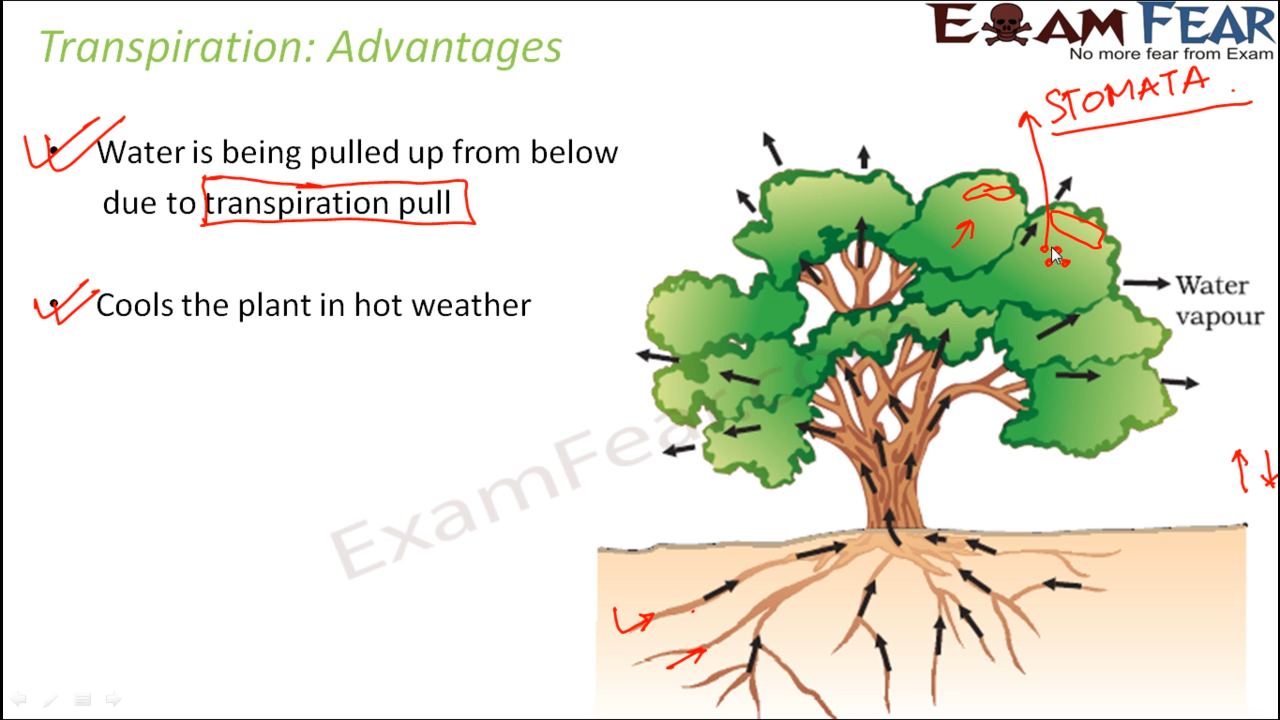 Transpiration: Advantages
EXAM FEAR
No more fear from Exam
STOMATA.
• Water is being pulled up from below
due to transpiration pull
• Cools the plant in hot weather
Water
vapour
ExamFear.com